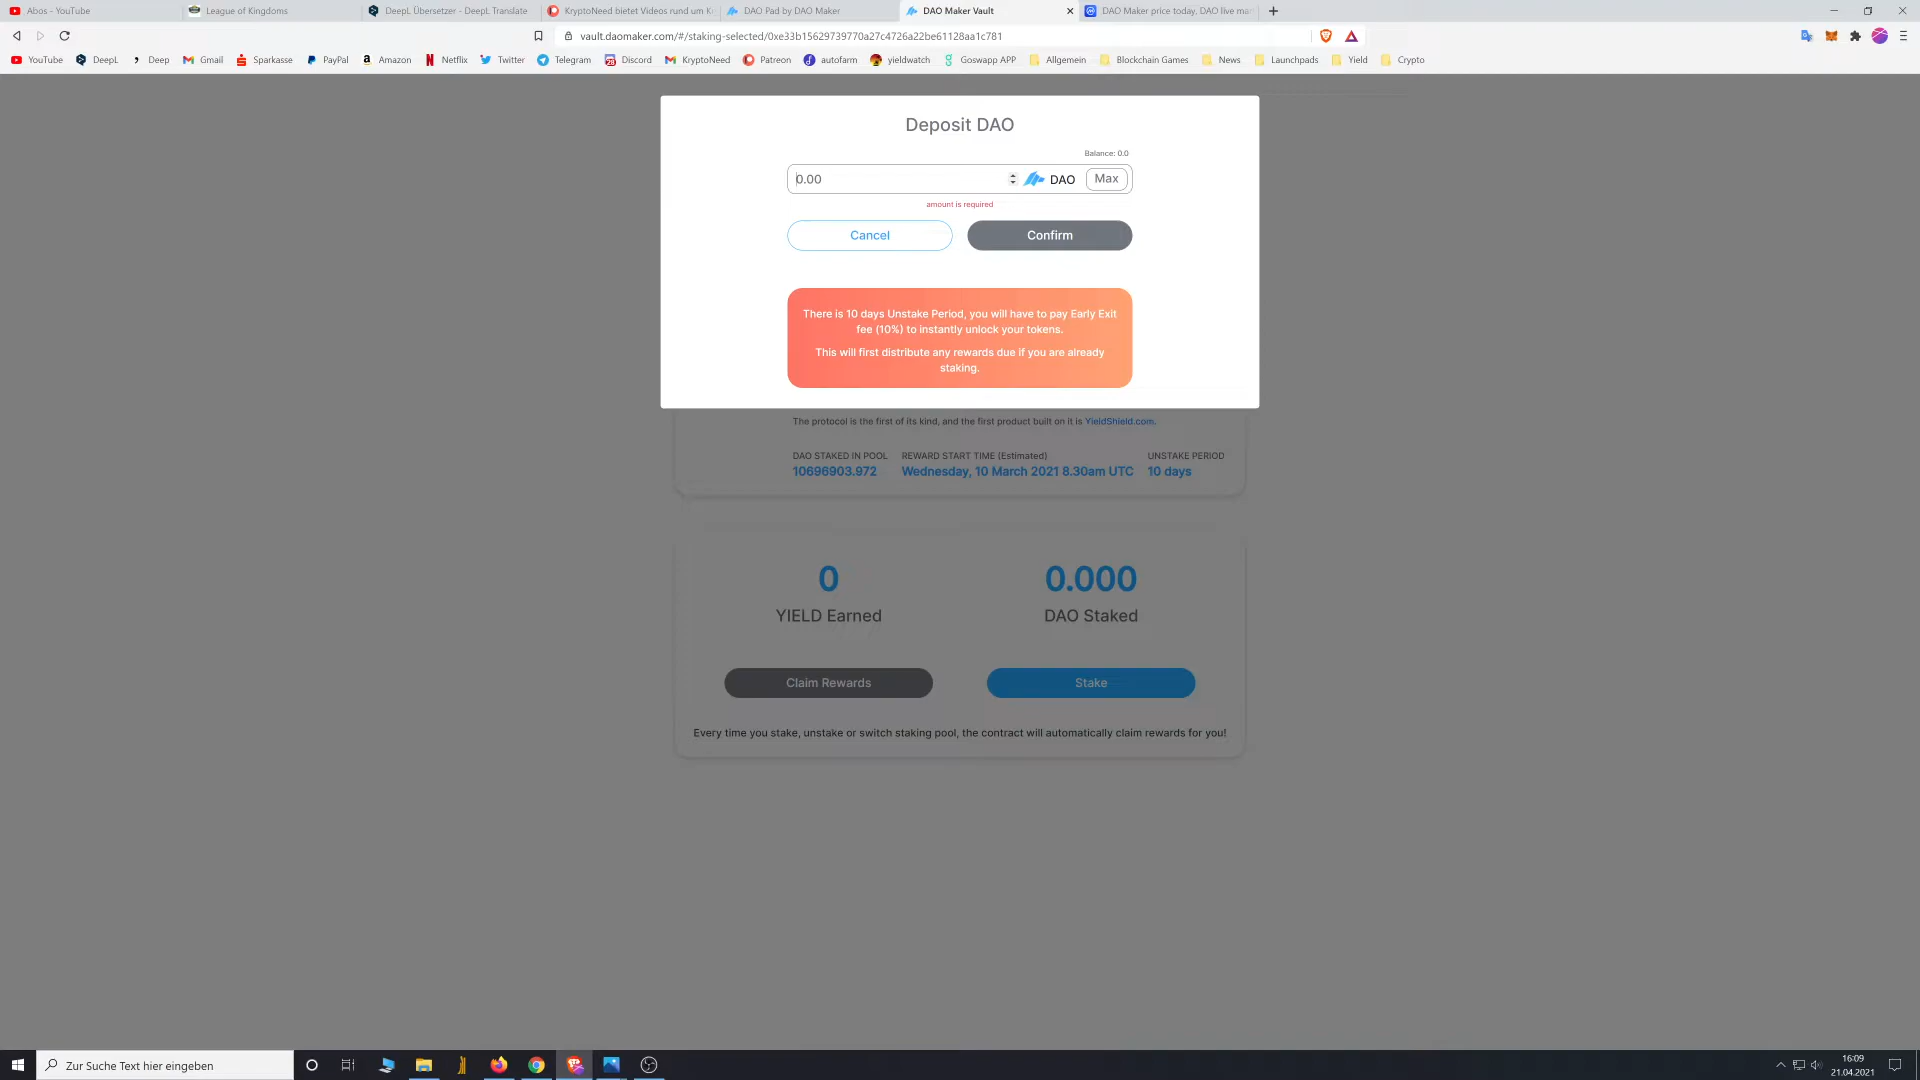 Abos - YouTube
League of Kingdoms
DeepL Übersetzer - DeepL Translate
KryptoNeed bietet Videos rund um K
DAO Pad by DAO Maker
DAO Maker Vault
DAO Maker price today, DAO live mar
vault.daomaker.com/#/staking-selected/0xe33b15629739770a27c4726a22be61128aa1c781
YouTube
DeepL
Deep
Gmail
Sparkasse
PayPal
Amazon
Netflix
Twitter
Telegram
Discord
KryptoNeed
Patreon
autofarm
yieldwatch
Goswapp APP
Allgemein
Blockchain Games
News
Launchpads
Yield
Crypto
Deposit DAO
Balance: 0.0
0.00
DAO
Max
amount is required
Cancel
Confirm
There is 10 days Unstake Period, you will have to pay Early Exit
fee (10%) to instantly unlock your tokens.
This will first distribute any rewards due if you are already
staking.
The protocol is the first of its kind, and the first product built on it is YieldShield.com.
DAO STAKED IN POOL
REWARD START TIME (Estimated)
UNSTAKE PERIOD
10696903.972
Wednesday, 10 March 2021 8.30am UTC
10 days
0
0.000
YIELD Earned
DAO Staked
Claim Rewards
Stake
Every time you stake, unstake or switch staking pool, the contract will automatically claim rewards for you!
Zur Suche Text hier eingeben
16:09
21.04.2021